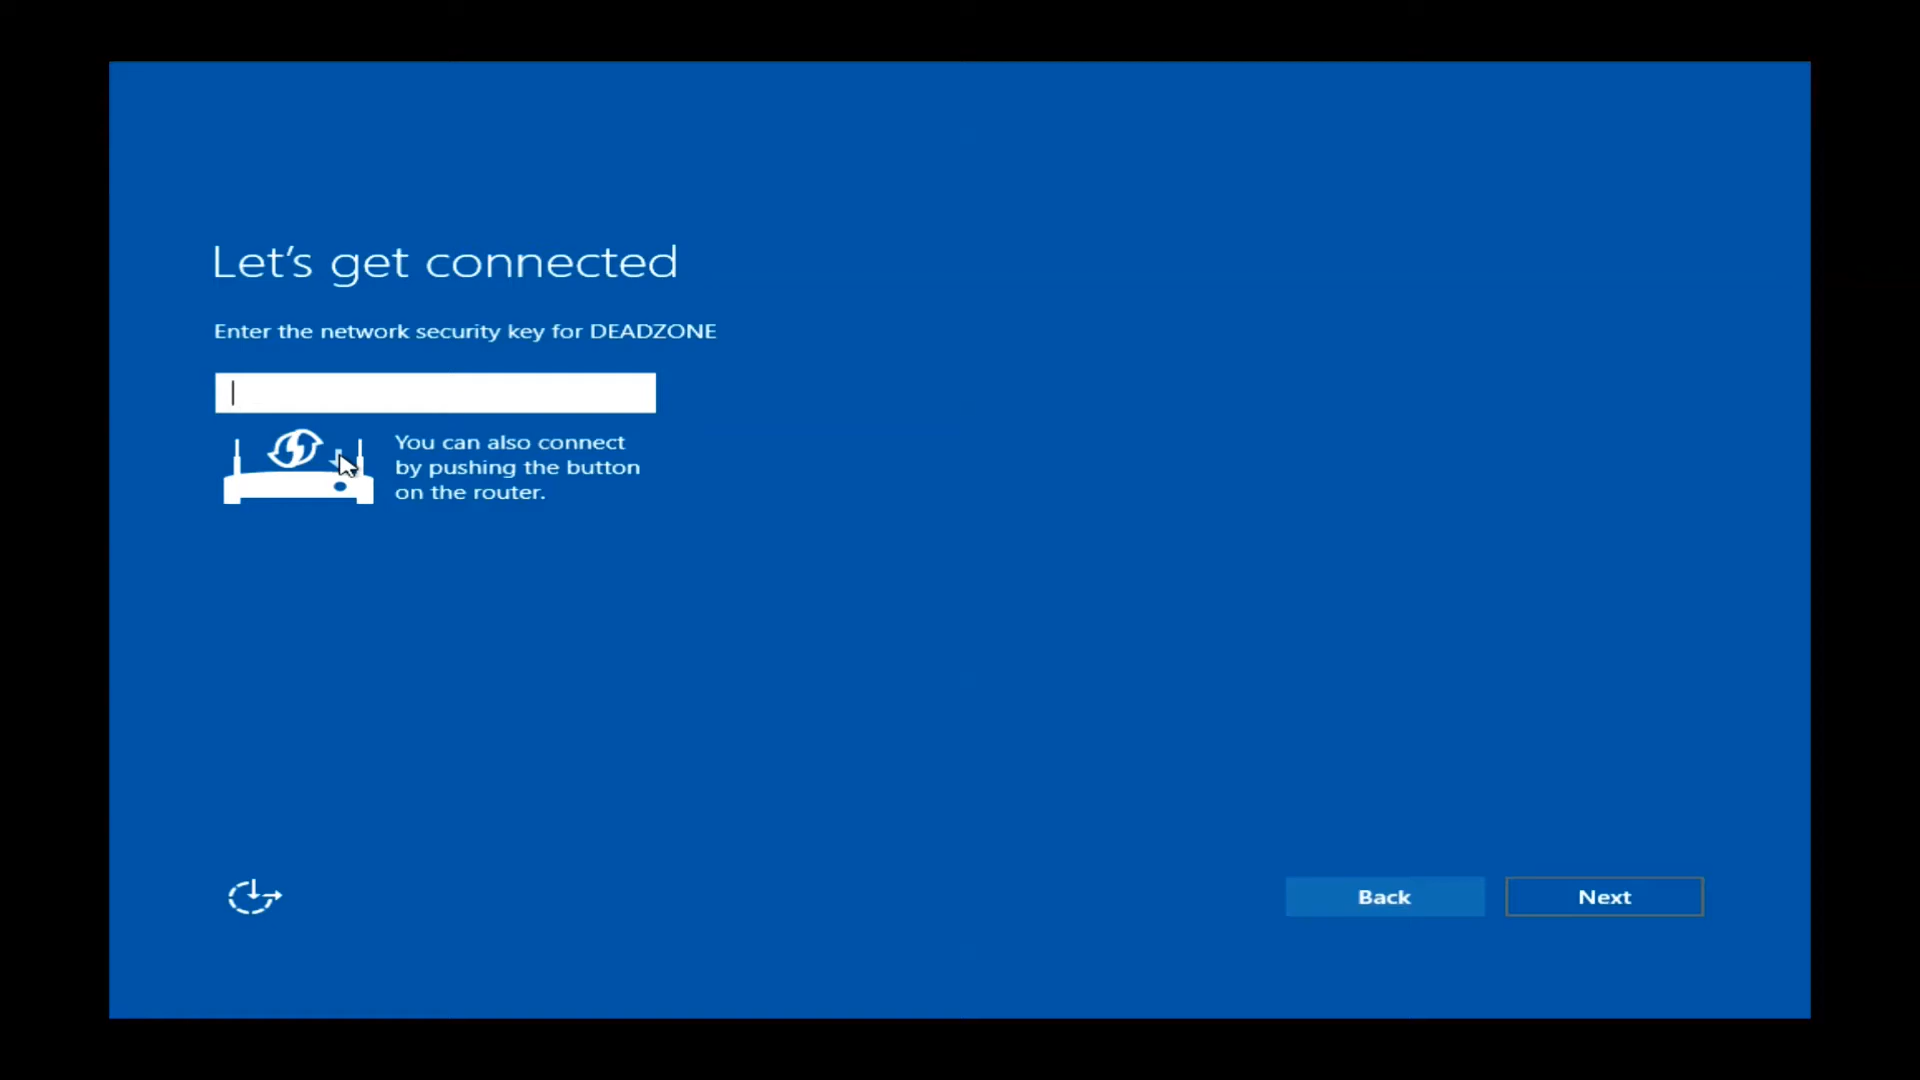 Let's get connected
Enter the network security key for DEADZONE
You can also connect
by pushing the button
on the router.
Back
Next